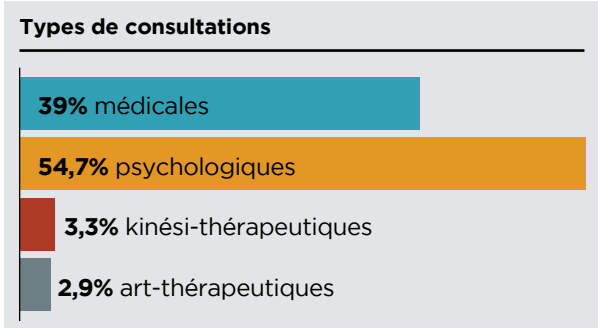 Types de consultations
39% médicales
54,7% psychologiques
3,3% kinési-thérapeutiques
2,9% art-thérapeutiques